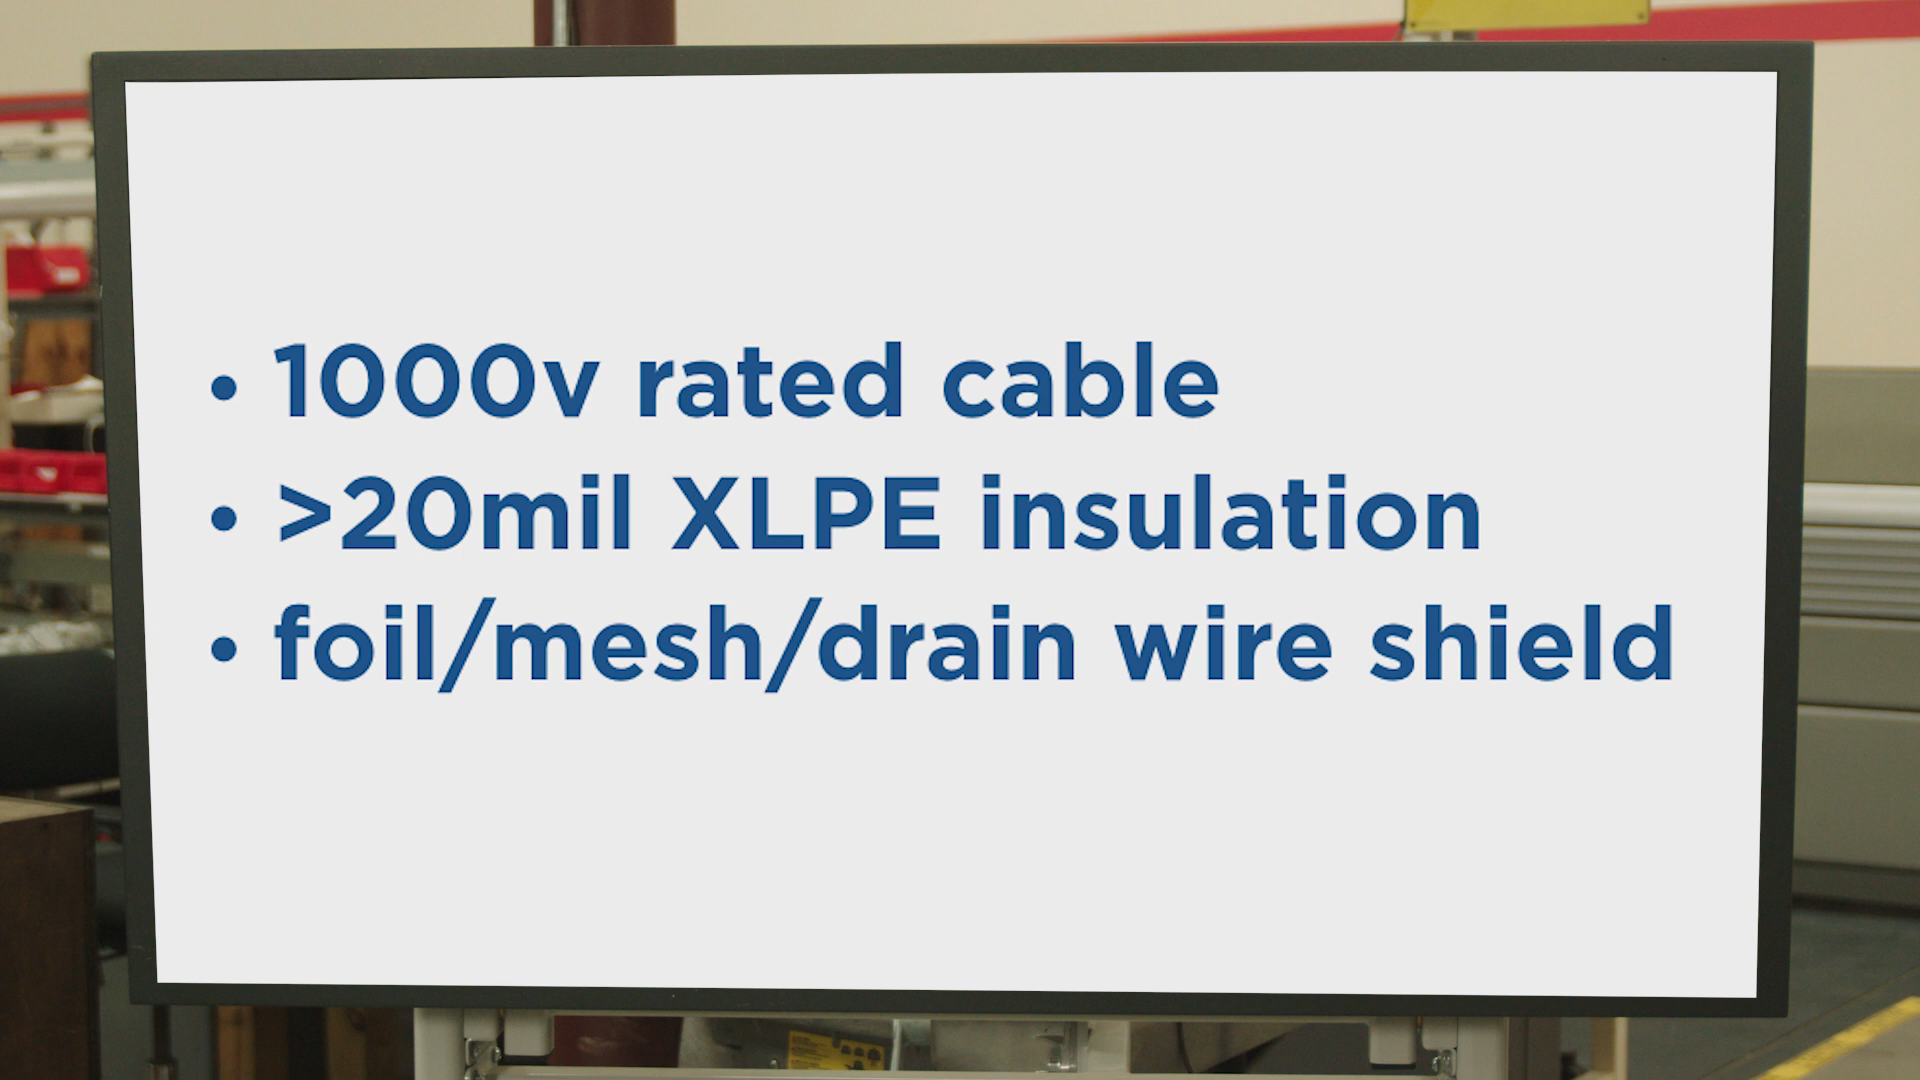 • 1000v rated cable
• >20mil XLPE insulation
• foil/mesh/drain wire shield